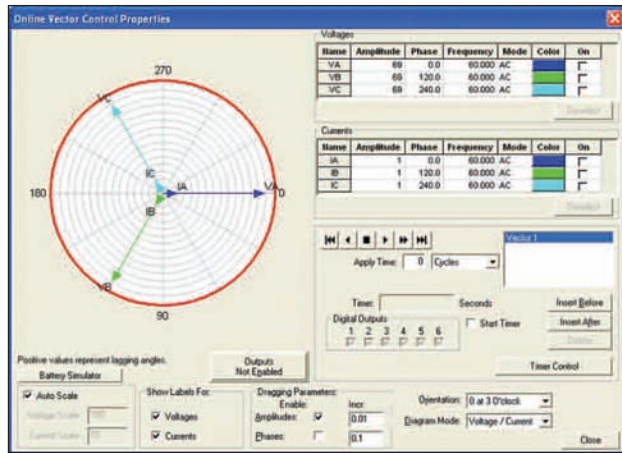 Online Vector Control Properties
270
180
0
90
VC
IC
IA
VA
IB
VB
Voltages
Name Amplitude Phase Frequency Mode Color On
VA 69 0.0 60.000 AC
VB 69 120.0 60.000 AC
VC 69 240.0 60.000 AC
Currents
Name Amplitude Phase Frequency Mode Color On
IA 1 0.0 60.000 AC
IB 1 120.0 60.000 AC
IC 1 240.0 60.000 AC
Vector 1
Apply Time: 0 Cycles
Timer: Seconds
Insert Before
Digital Outputs
1 2 3 4 5 6
Start Timer
Insert After
Delete
Timer Control
Positive values represent lagging angles.
Battery Simulator
Outputs
Not Enabled
Auto Scale
Voltage Scale:
Current Scale:
Show Labels For:
Voltages
Currents
Dragging Parameters:
Enable: Incr:
Amplitudes: 0.01
Phases: 0.1
Orientation: 0 at 3 O'clock
Diagram Mode: Voltage / Current
Close